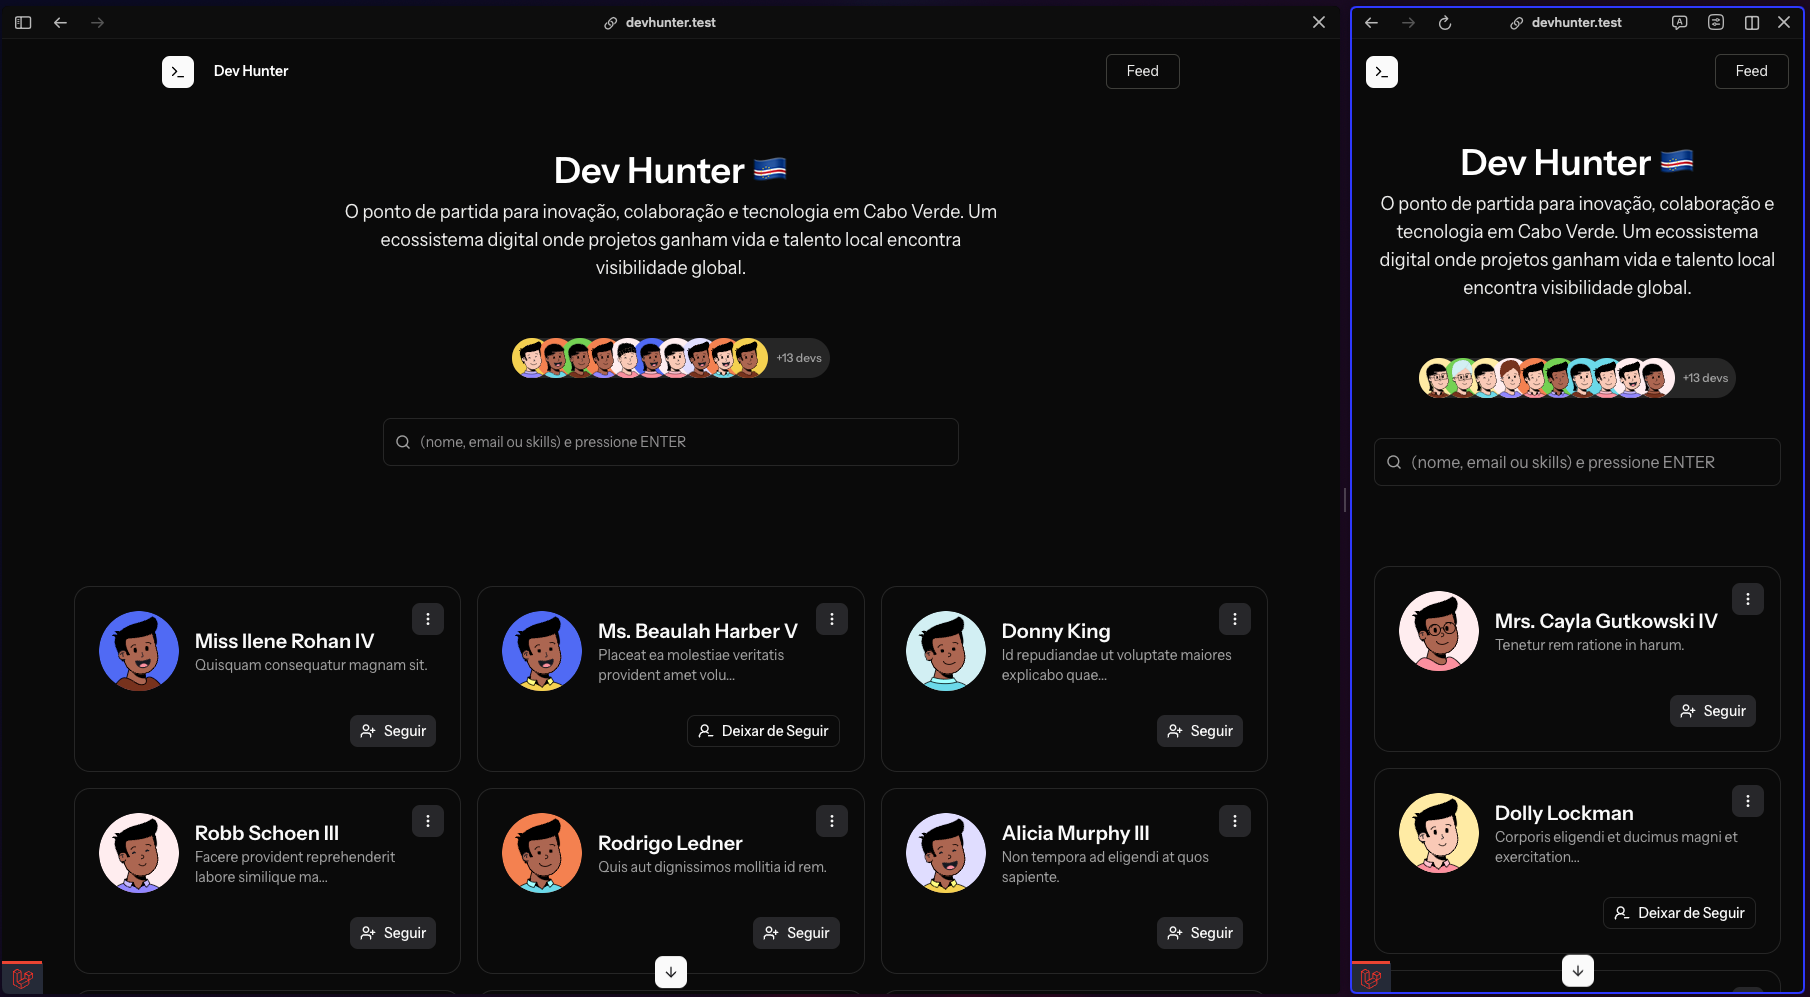 devhunter.test
Dev Hunter
Feed
Dev Hunter
O ponto de partida para inovação, colaboração e tecnologia em Cabo Verde. Um
ecossistema digital onde projetos ganham vida e talento local encontra
visibilidade global.
+13 devs
(nome, email ou skills) e pressione ENTER
Miss Ilene Rohan IV
Quisquam consequatur magnam sit.
Seguir
Ms. Beaulah Harber V
Placeat ea molestiae veritatis
provident amet volu...
Deixar de Seguir
Donny King
Id repudiandae ut voluptate maiores
explicabo quae...
Seguir
Robb Schoen III
Facere provident reprehenderit
labore similique ma...
Seguir
Rodrigo Ledner
Quis aut dignissimos mollitia id rem.
Seguir
Alicia Murphy III
Non tempora ad eligendi at quos
sapiente.
Seguir
devhunter.test
Feed
Dev Hunter
O ponto de partida para inovação, colaboração e
tecnologia em Cabo Verde. Um ecossistema
digital onde projetos ganham vida e talento local
encontra visibilidade global.
+13 devs
(nome, email ou skills) e pressione ENTER
Mrs. Cayla Gutkowski IV
Tenetur rem ratione in harum.
Seguir
Dolly Lockman
Corporis eligendi et ducimus magni et
exercitation...
Deixar de Seguir